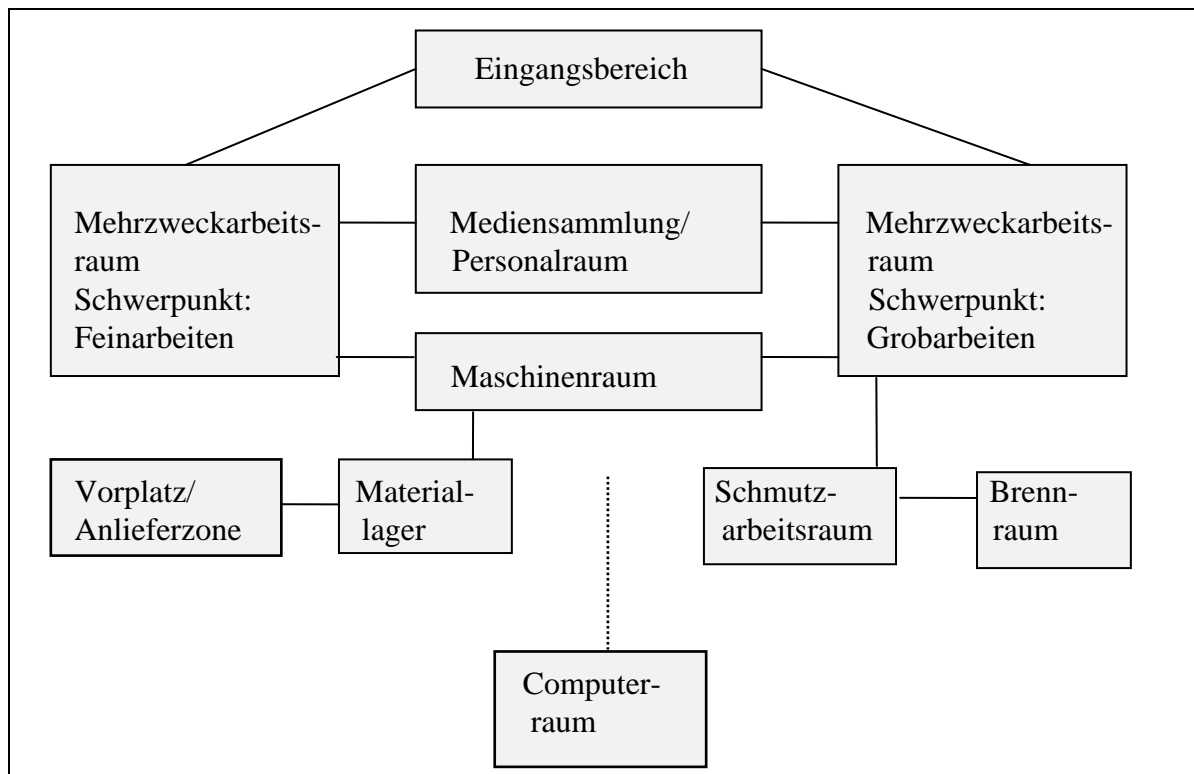 Eingangsbereich
Mehrzweckarbeits-
raum
Schwerpunkt:
Feinarbeiten
Mediensammlung/
Personalraum
Mehrzweckarbeits-
raum
Schwerpunkt:
Grobarbeiten
Maschinenraum
Vorplatz/
Anlieferzone
Material-
lager
Schmutz-
arbeitsraum
Brenn-
raum
Computer-
raum